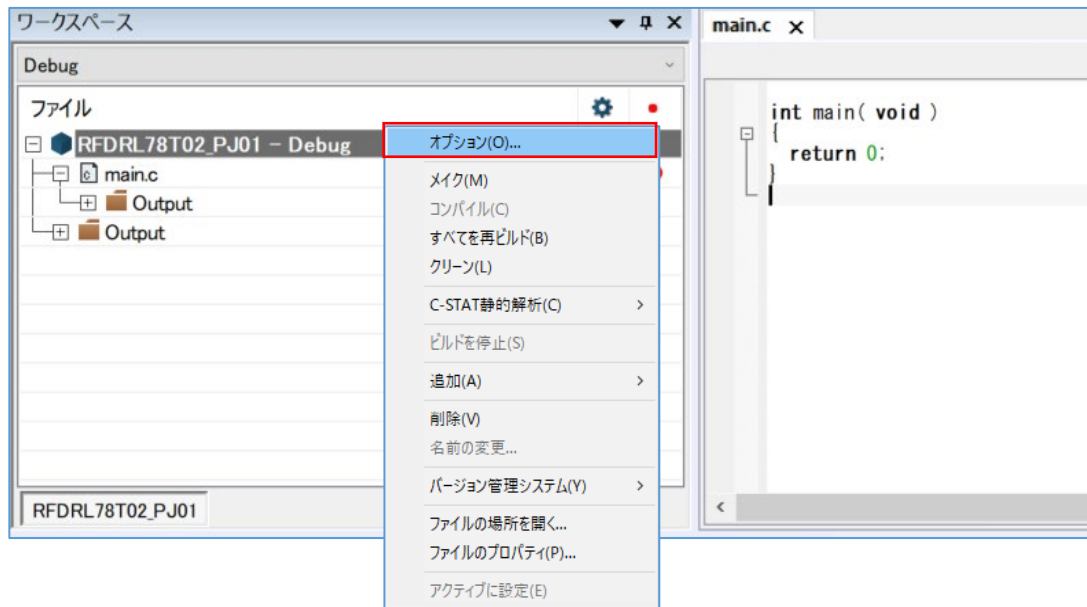 ワークスペース
Debug
ファイル
RFDRL78T02_PJ01 - Debug
main.c
Output
Output
RFDRL78T02_PJ01
オプション(O)...
メイク(M)
コンパイル(C)
すべてを再ビルド(B)
クリーン(L)
C-STAT静的解析(C)
ビルドを停止(S)
追加(A)
削除(V)
名前の変更...
バージョン管理システム(Y)
ファイルの場所を開く...
ファイルのプロパティ(P)...
アクティブに設定(E)
main.c
int main( void )
{
return 0;
}